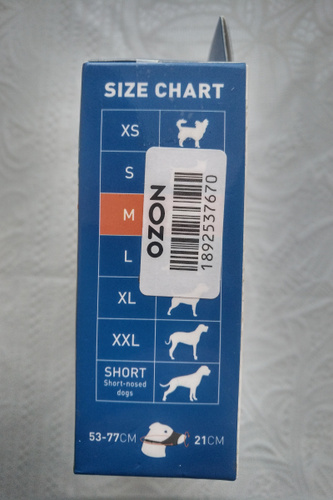 SIZE CHART
XS
S
M
L
XL
XXL
SHORT
Short-nosed
dogs
OZON
1892537670
53-77CM
21CM